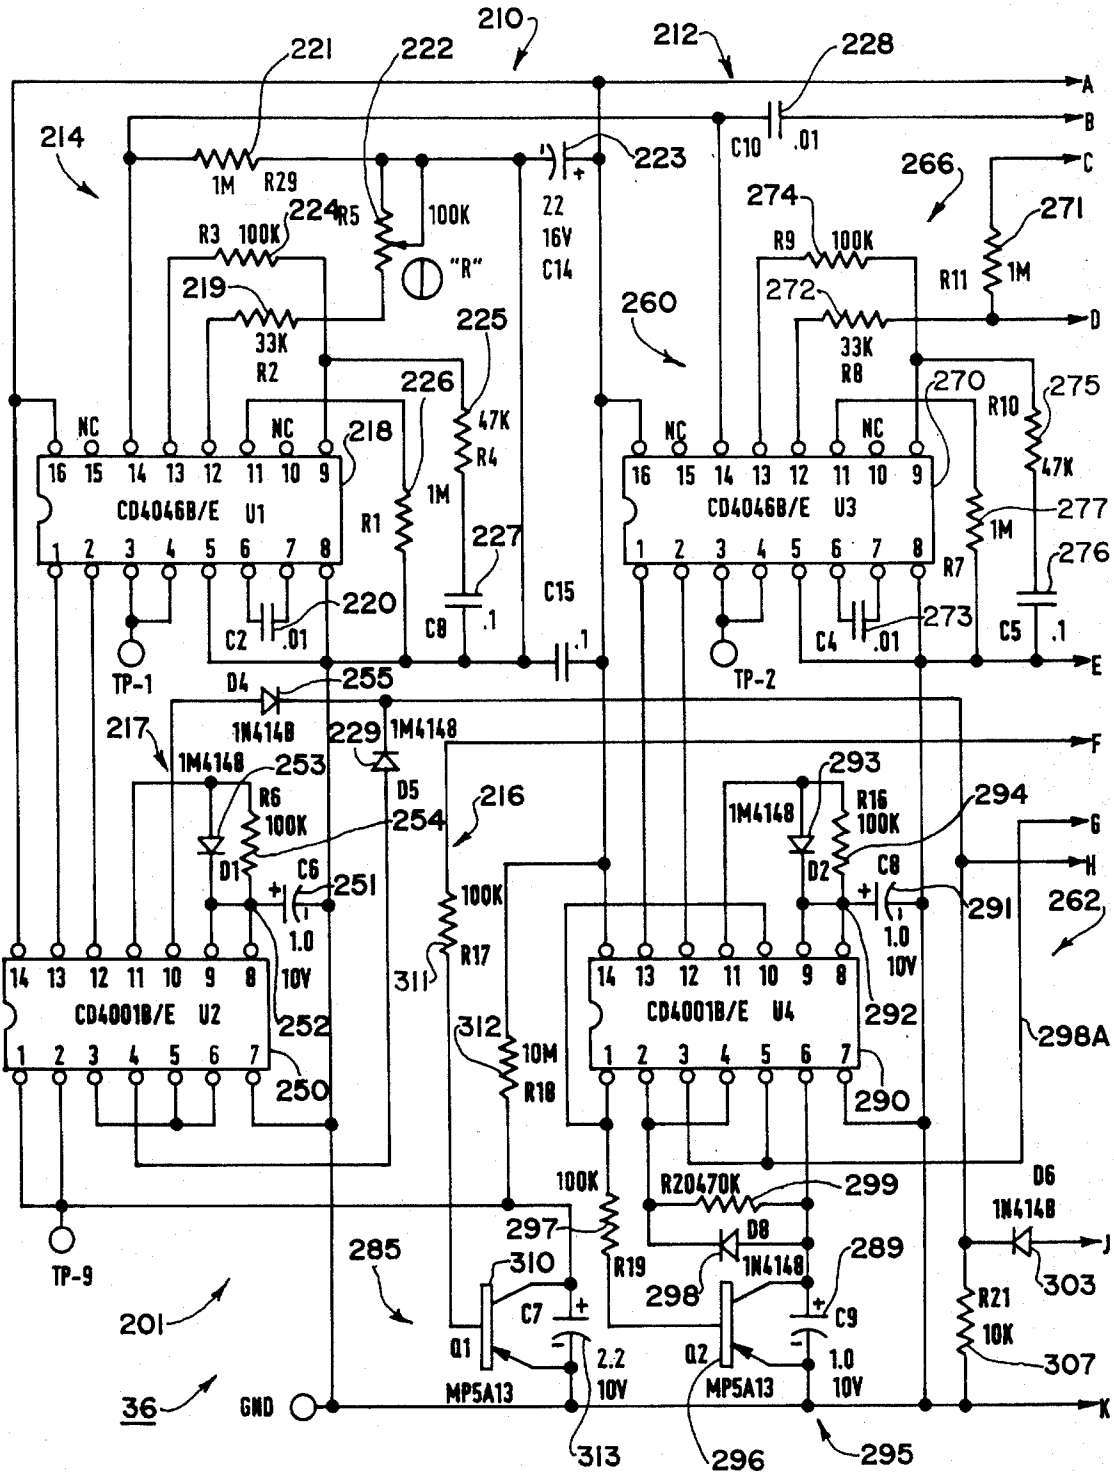 210
212
228
221
222
A
B
C10
.01
214
223
266
C
1M
R29
R5
100K
22
16V
C14
274
271
224
R3
100K
R9
100K
R11
1M
"R"
219
272
260
225
D
33K
R2
33K
R8
226
270
275
NC
NC
218
47K
R4
NC
NC
R10
47K
16 15 14 13 12 11 10 9
16 15 14 13 12 11 10 9
CD4046B/E U1
1M
R1
CD4046B/E U3
1M
277
227
276
1 2 3 4 5 6 7 8
1 2 3 4 5 6 7 8
R7
C15
220
C2
.01
C8
.1
.1
C4
.01
273
C5
.1
TP-1
TP-2
E
D4
255
1N414B
229
1M4148
217
F
1M4148
253
D5
293
R6
100K
254
216
1M4148
R16
100K
294
G
D1
C6
+
251
D2
C8
+
H
291
262
1.0
10V
100K
R17
1.0
10V
311
14 13 12 11 10 9 8
14 13 12 11 10 9 8
CD4001B/E U2
252
CD4001B/E U4
292
298A
312
10M
R18
1 2 3 4 5 6 7
1 2 3 4 5 6 7
250
290
100K
R20 470K
299
D6
1N414B
297
TP-9
D8
J
285
310
R19
298
1N4148
289
303
201
C7
+
+
C9
R21
10K
Q1
-
2.2
10V
Q2
-
1.0
10V
307
36
GND
MP5A13
MP5A13
K
313
296
295